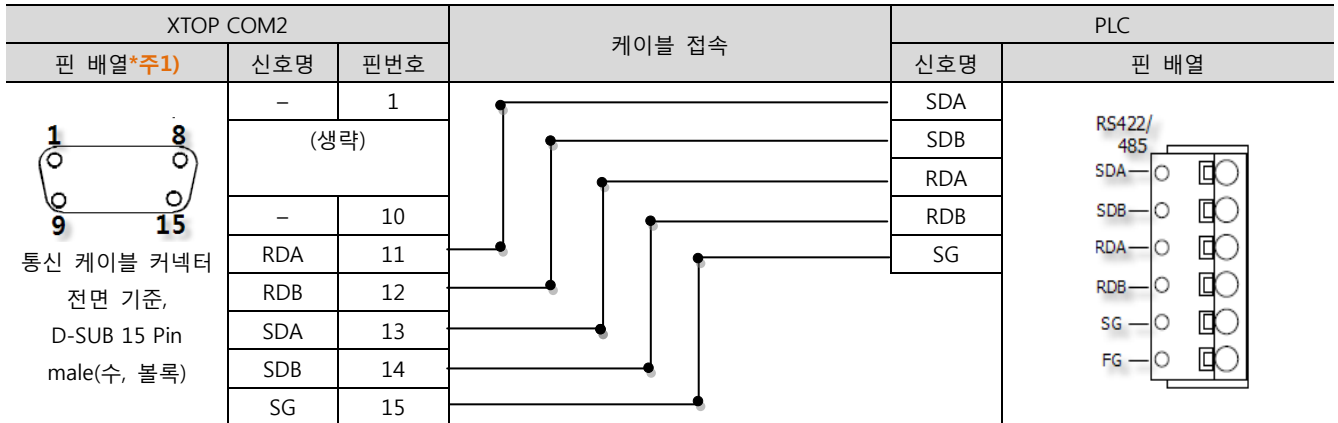 XTOP COM2 케이블 접속 PLC
핀 배열*주1) 신호명 핀번호 신호명 핀 배열
– 1 SDA
(생략) SDB
RDA
– 10 RDB
RDA 11 SG
RDB 12
SDA 13
SDB 14
SG 15
1 8
9 15
통신 케이블 커넥터
전면 기준,
D-SUB 15 Pin
male(수, 볼록)
RS422/
485
SDA
SDB
RDA
RDB
SG
FG